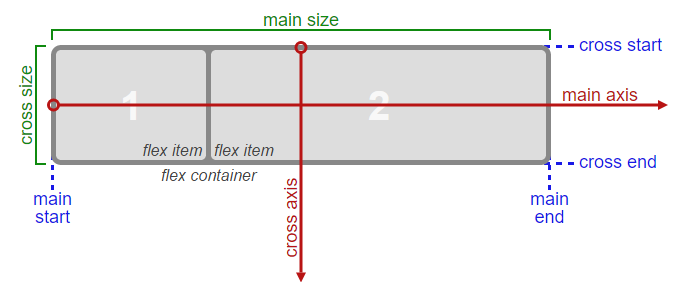 main size
cross start
cross size
1
2
main axis
flex item
flex item
cross end
flex container
main
start
cross axis
main
end